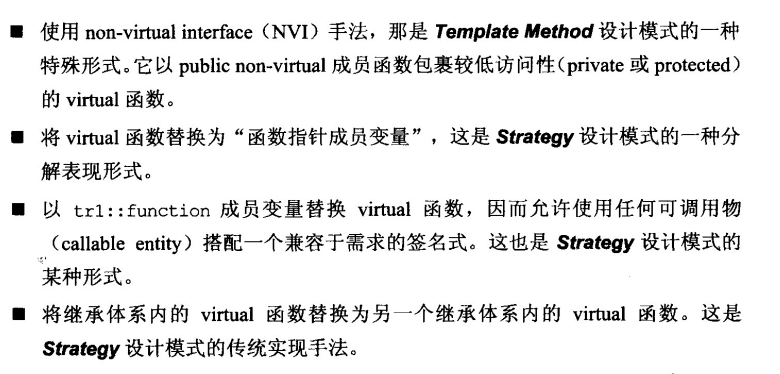 ■ 使用 non-virtual interface（NVI）手法，那是 Template Method 设计模式的一种
特殊形式。它以 public non-virtual 成员函数包裹较低访问性（private 或 protected）
的 virtual 函数。
■ 将 virtual 函数替换为“函数指针成员变量”，这是 Strategy 设计模式的一种分
解表现形式。
■ 以 tr1::function 成员变量替换 virtual 函数，因而允许使用任何可调用物
（callable entity）搭配一个兼容于需求的签名式。这也是 Strategy 设计模式的
某种形式。
■ 将继承体系内的 virtual 函数替换为另一个继承体系内的 virtual 函数。这是
Strategy 设计模式的传统实现手法。